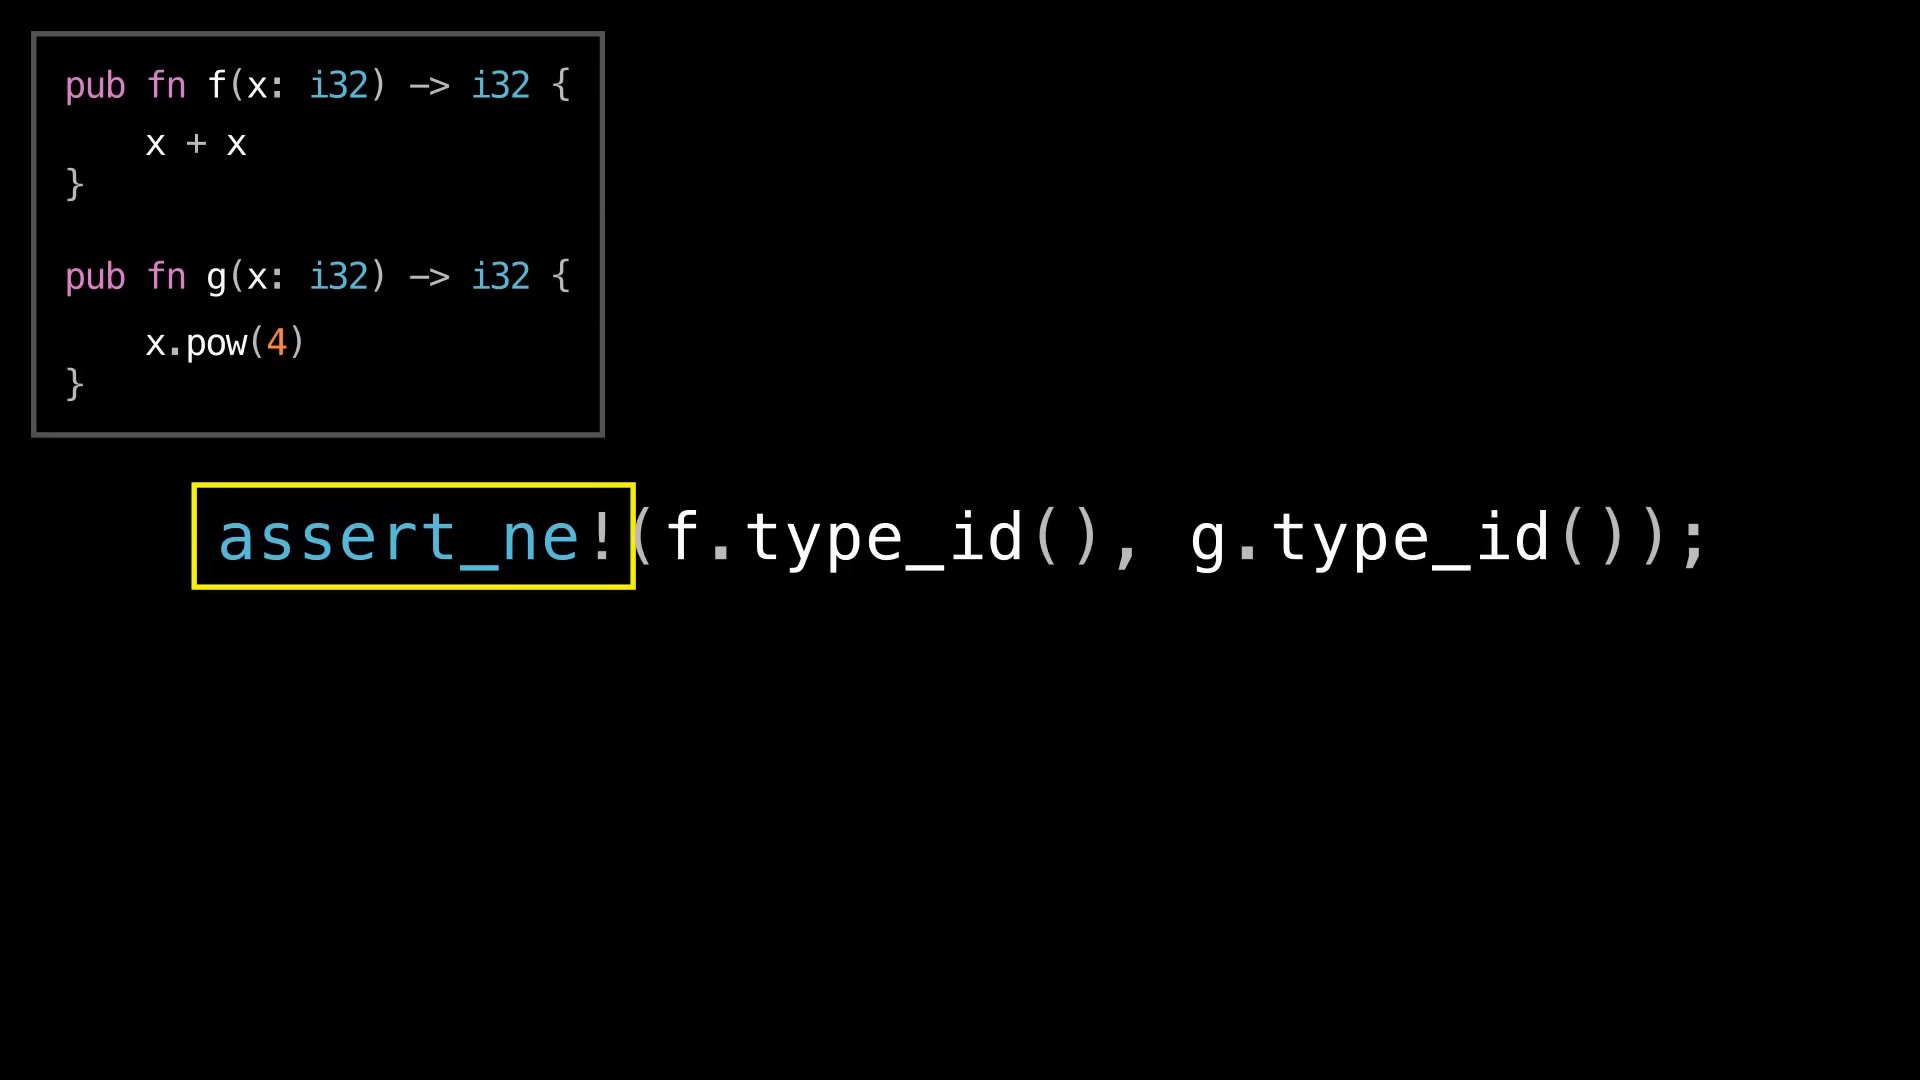 pub fn f(x: i32) -> i32 {
    x + x
}
pub fn g(x: i32) -> i32 {
    x.pow(4)
}
assert_ne!(f.type_id(), g.type_id());